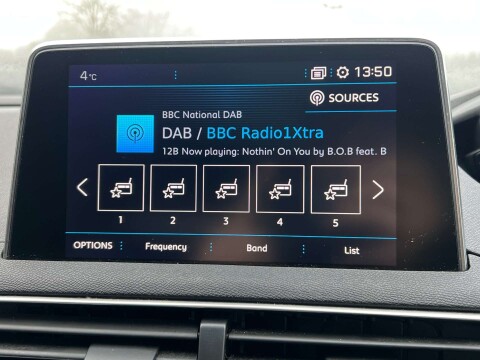 4 °C
13:50
SOURCES
BBC National DAB
DAB / BBC Radio1Xtra
12B Now playing: Nothin' On You by B.O.B feat. B
1 2 3 4 5
OPTIONS Frequency Band List